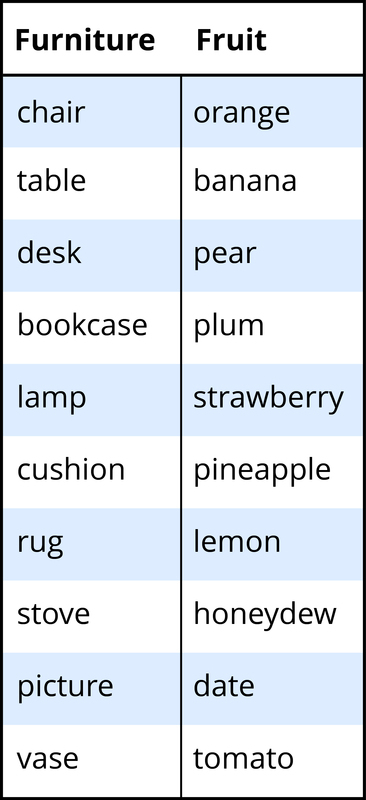 Furniture Fruit
chair orange
table banana
desk pear
bookcase plum
lamp strawberry
cushion pineapple
rug lemon
stove honeydew
picture date
vase tomato